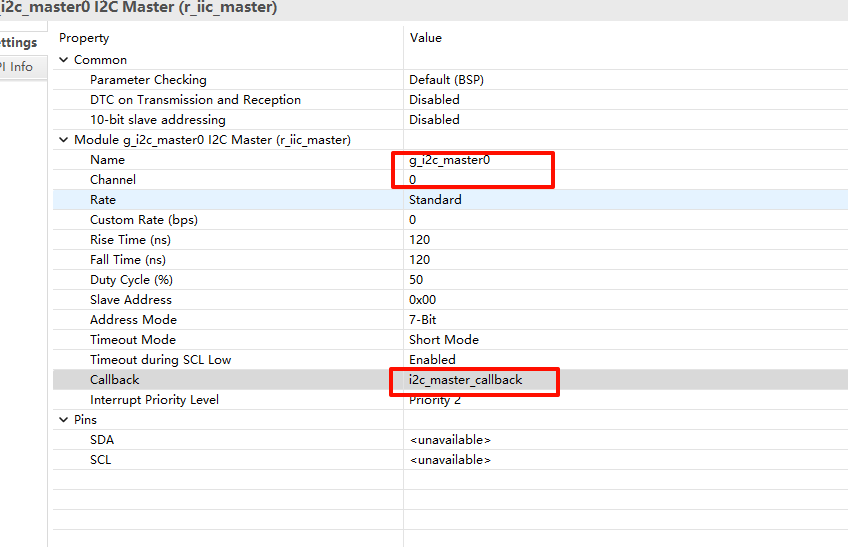 i2c_master0 I2C Master (r_iic_master)
ettings
PI Info
Property Value
Common
Parameter Checking Default (BSP)
DTC on Transmission and Reception Disabled
10-bit slave addressing Disabled
Module g_i2c_master0 I2C Master (r_iic_master)
Name g_i2c_master0
Channel 0
Rate Standard
Custom Rate (bps) 0
Rise Time (ns) 120
Fall Time (ns) 120
Duty Cycle (%) 50
Slave Address 0x00
Address Mode 7-Bit
Timeout Mode Short Mode
Timeout during SCL Low Enabled
Callback i2c_master_callback
Interrupt Priority Level Priority 2
Pins
SDA <unavailable>
SCL <unavailable>